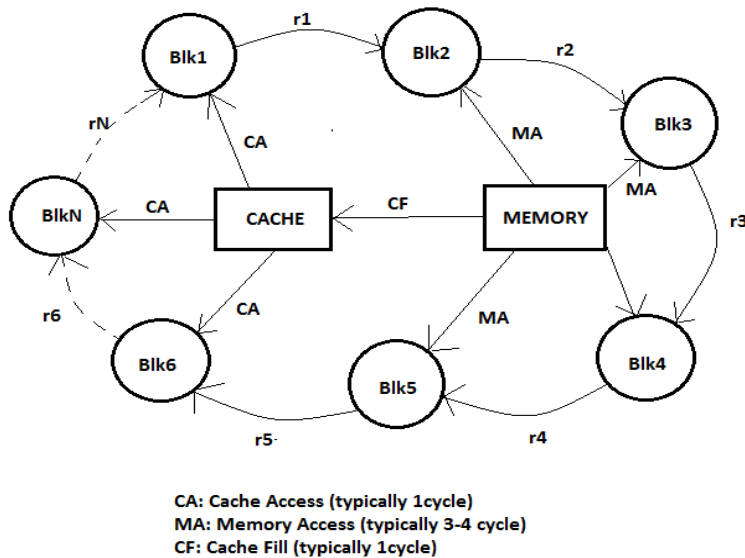 r1
Blk1
Blk2
r2
rN
CA
MA
Blk3
MA
BlkN
CA
CACHE
CF
MEMORY
r3
r6
CA
MA
Blk6
Blk5
Blk4
r5-
r4
CA: Cache Access (typically 1cycle)
MA: Memory Access (typically 3-4 cycle)
CF: Cache Fill (typically 1cycle)